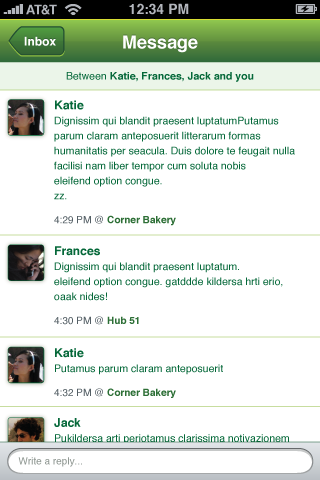 AT&T 12:34 PM
Inbox Message
Between Katie, Frances, Jack and you
Katie
Dignissim qui blandit praesent luptatumPutamus
parum claram anteposuerit litterarum formas
humanitatis per seacula. Duis dolore te feugait nulla
facilisi nam liber tempor cum soluta nobis
eleifend option congue.
zz.
4:29 PM @ Corner Bakery
Frances
Dignissim qui blandit praesent luptatum.
eleifend option congue. gatddde kildersa hrti erio,
oaak nides!
4:30 PM @ Hub 51
Katie
Putamus parum claram anteposuerit
4:32 PM @ Corner Bakery
Jack
Pukildersa arti periotamus clarissima notivazionem
Write a reply...